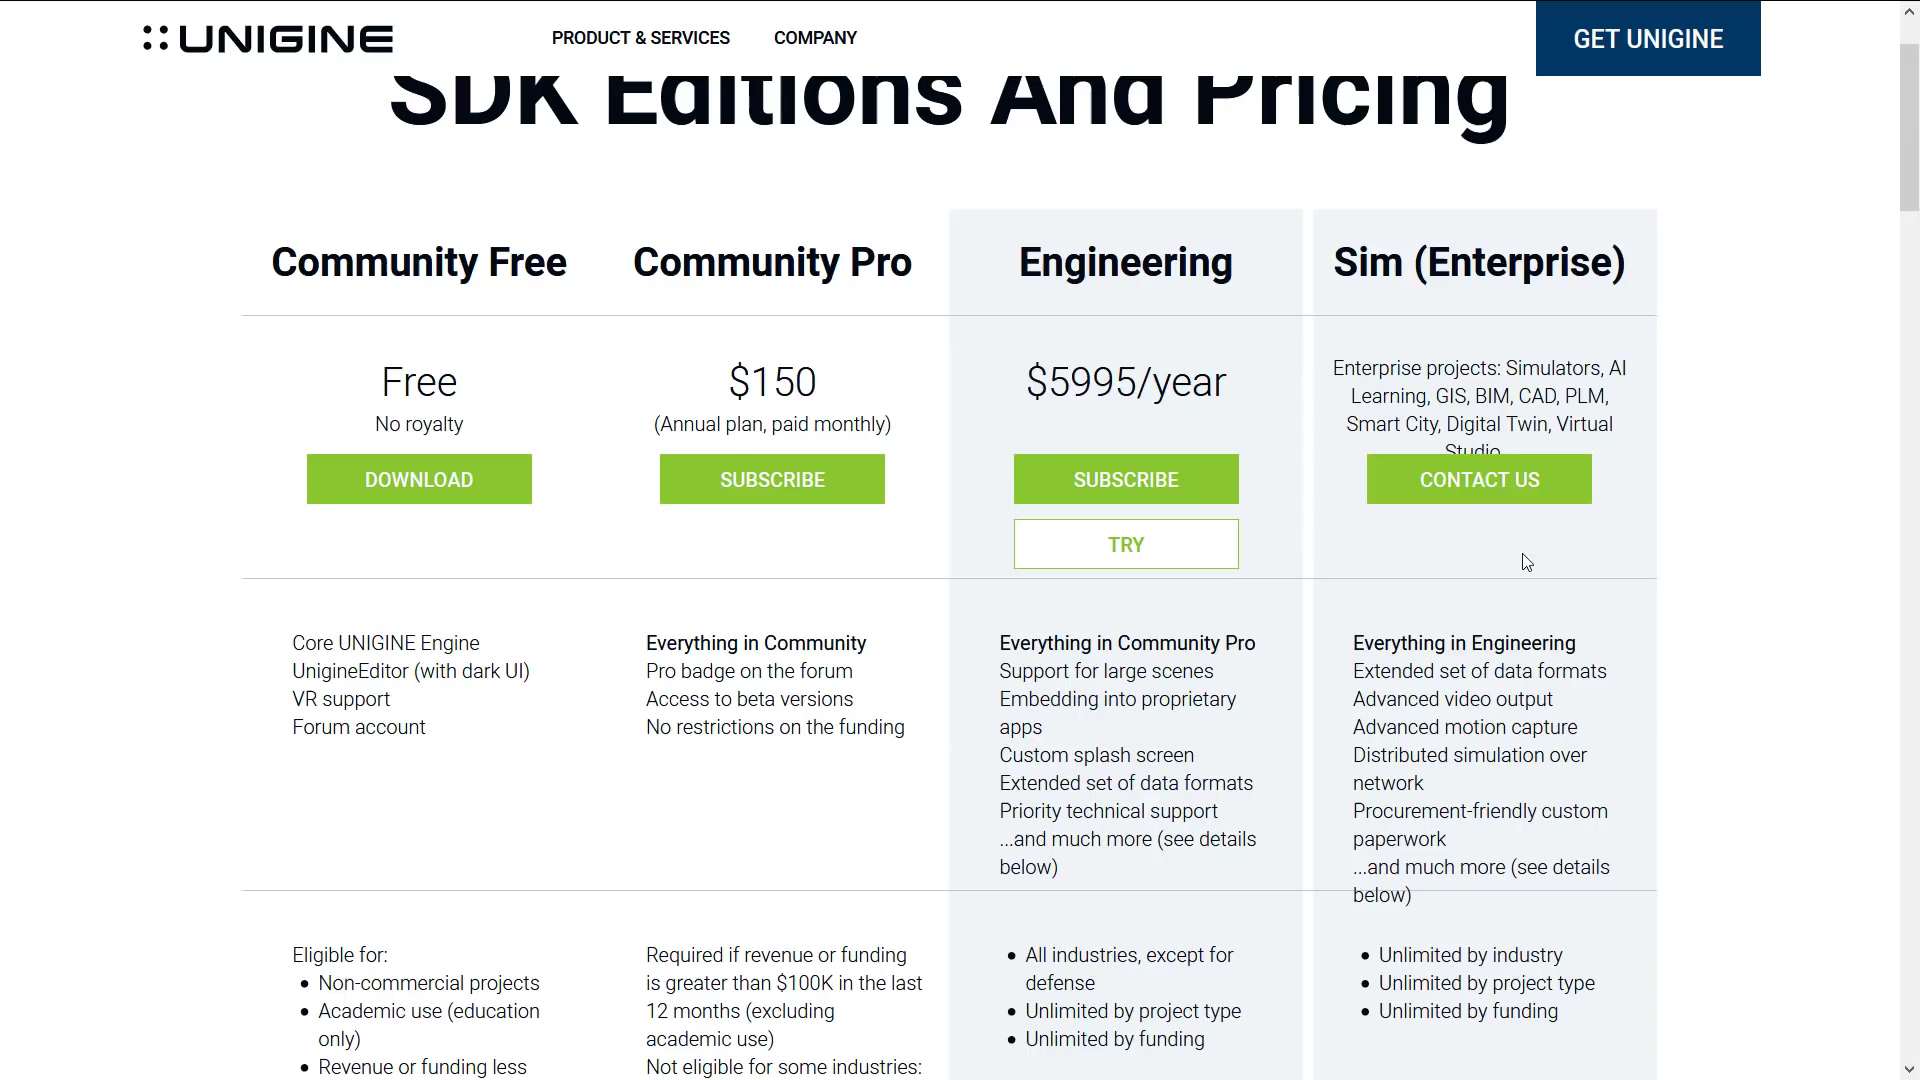 UNIGINE
PRODUCT & SERVICES
COMPANY
GET UNIGINE
SDK Editions And Pricing
Community Free
Community Pro
Engineering
Sim (Enterprise)
Free
No royalty
DOWNLOAD
$150
(Annual plan, paid monthly)
SUBSCRIBE
$5995/year
SUBSCRIBE
TRY
Enterprise projects: Simulators, AI
Learning, GIS, BIM, CAD, PLM,
Smart City, Digital Twin, Virtual
Studio
CONTACT US
Core UNIGINE Engine
UnigineEditor (with dark UI)
VR support
Forum account
Everything in Community
Pro badge on the forum
Access to beta versions
No restrictions on the funding
Everything in Community Pro
Support for large scenes
Embedding into proprietary
apps
Custom splash screen
Extended set of data formats
Priority technical support
...and much more (see details
below)
Everything in Engineering
Extended set of data formats
Advanced video output
Advanced motion capture
Distributed simulation over
network
Procurement-friendly custom
paperwork
...and much more (see details
below)
Eligible for:
• Non-commercial projects
• Academic use (education
only)
• Revenue or funding less
Required if revenue or funding
is greater than $100K in the last
12 months (excluding
academic use)
Not eligible for some industries:
• All industries, except for
defense
• Unlimited by project type
• Unlimited by funding
• Unlimited by industry
• Unlimited by project type
• Unlimited by funding